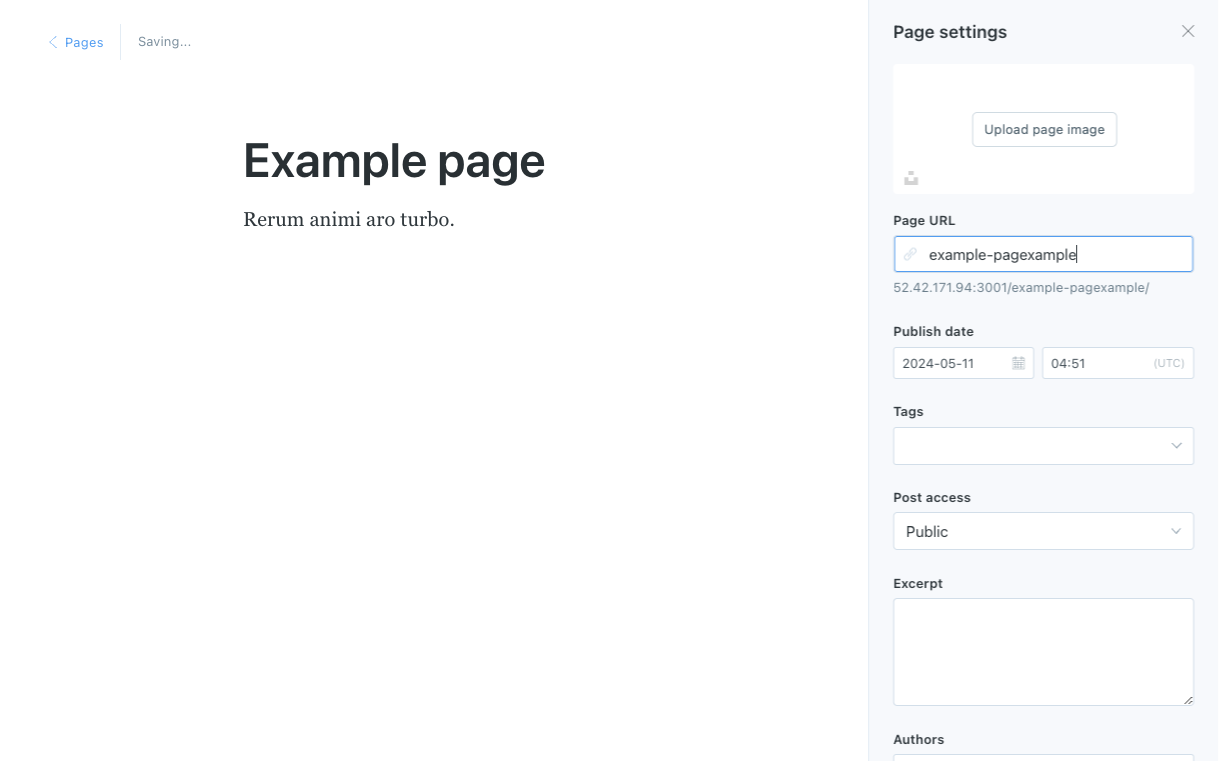 Pages
Saving...
Example page
Rerum animi aro turbo.
Page settings
Upload page image
Page URL
example-pagexample
52.42.171.94:3001/example-pagexample/
Publish date
2024-05-11
04:51 (UTC)
Tags
Post access
Public
Excerpt
Authors